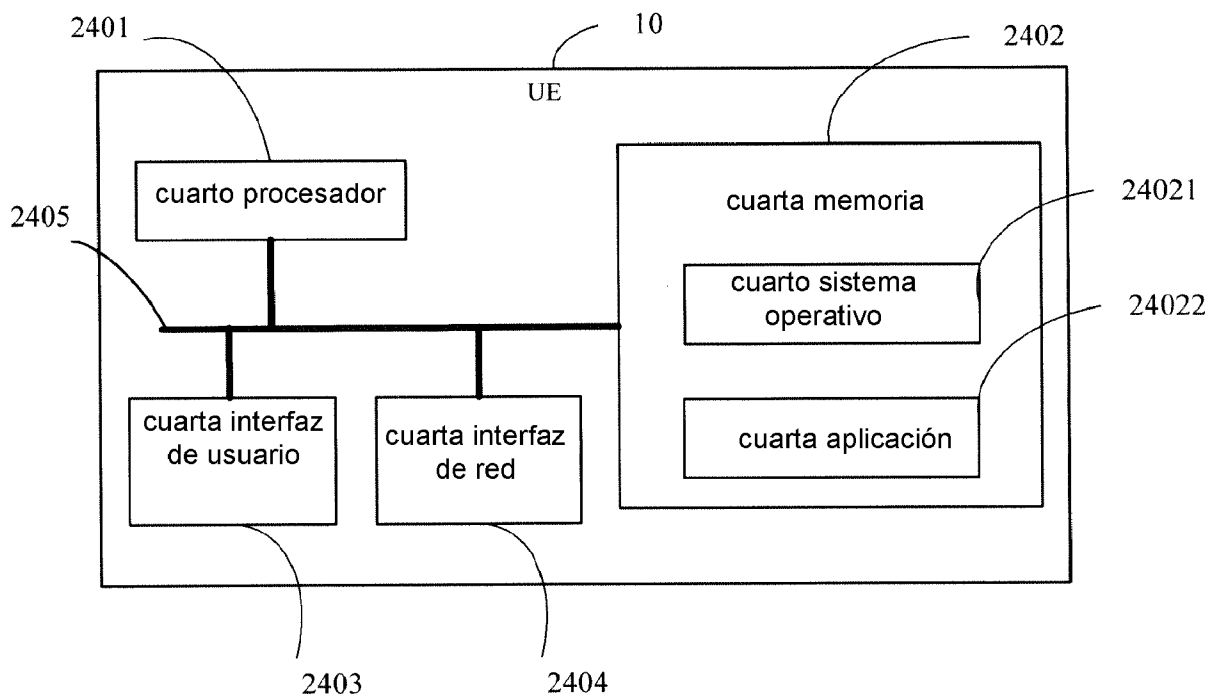 2401
10
2402
UE
cuarto procesador
cuarta memoria
24021
2405
cuarto sistema
operativo
24022
cuarta interfaz
de usuario
cuarta interfaz
de red
cuarta aplicación
2403
2404